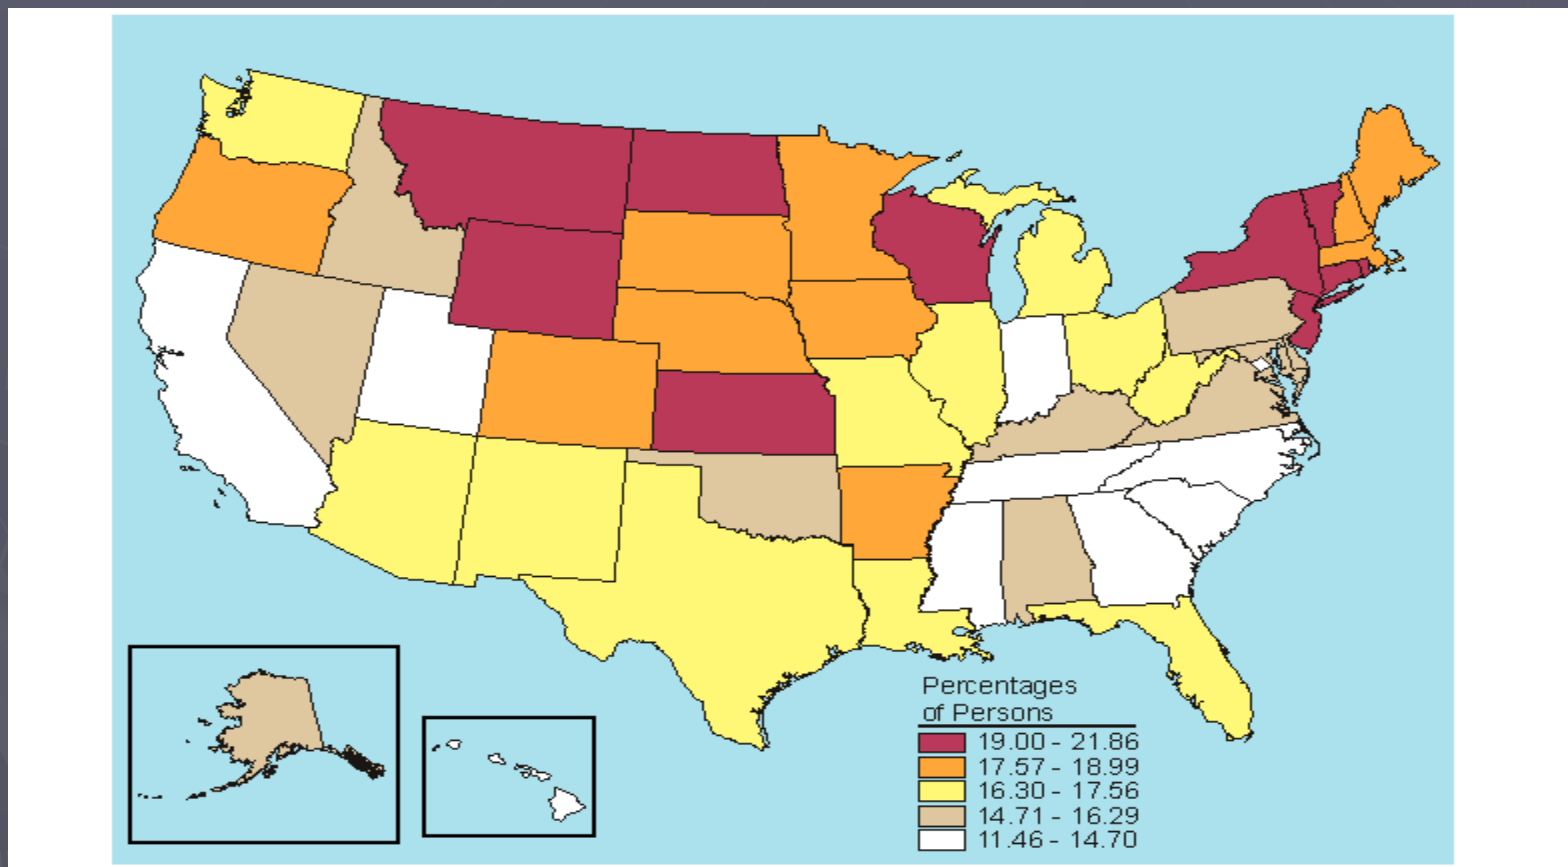 Percentages
of Persons
19.00 - 21.86
17.57 - 18.99
16.30 - 17.56
14.71 - 16.29
11.46 - 14.70